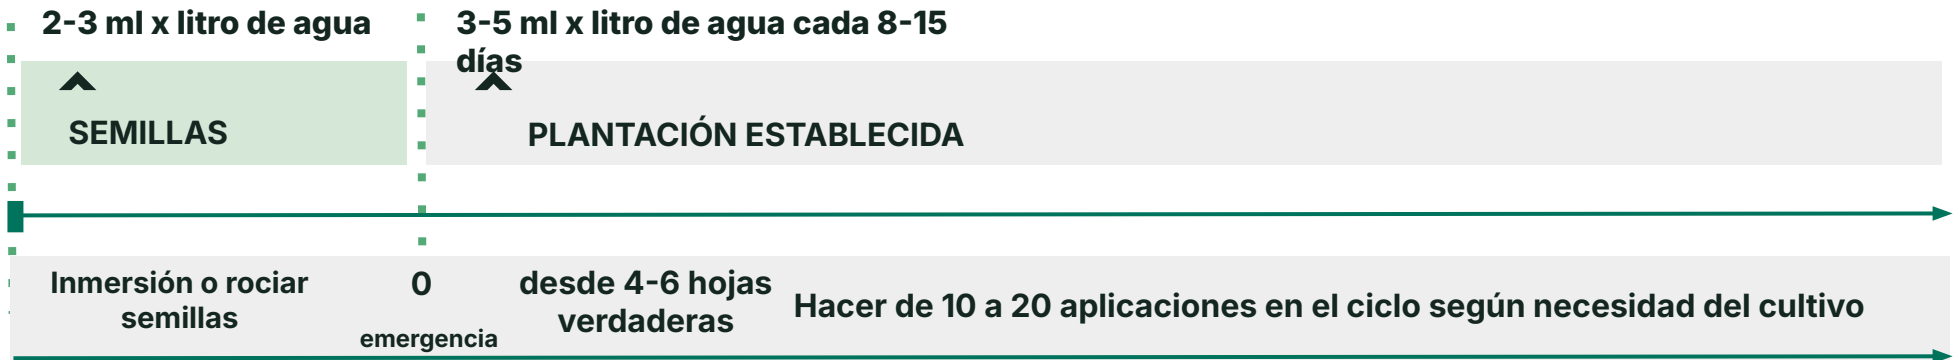 2-3 ml x litro de agua
3-5 ml x litro de agua cada 8-15
días
SEMILLAS
PLANTACIÓN ESTABLECIDA
Inmersión o rociar
semillas
0
emergencia
desde 4-6 hojas
verdaderas
Hacer de 10 a 20 aplicaciones en el ciclo según necesidad del cultivo